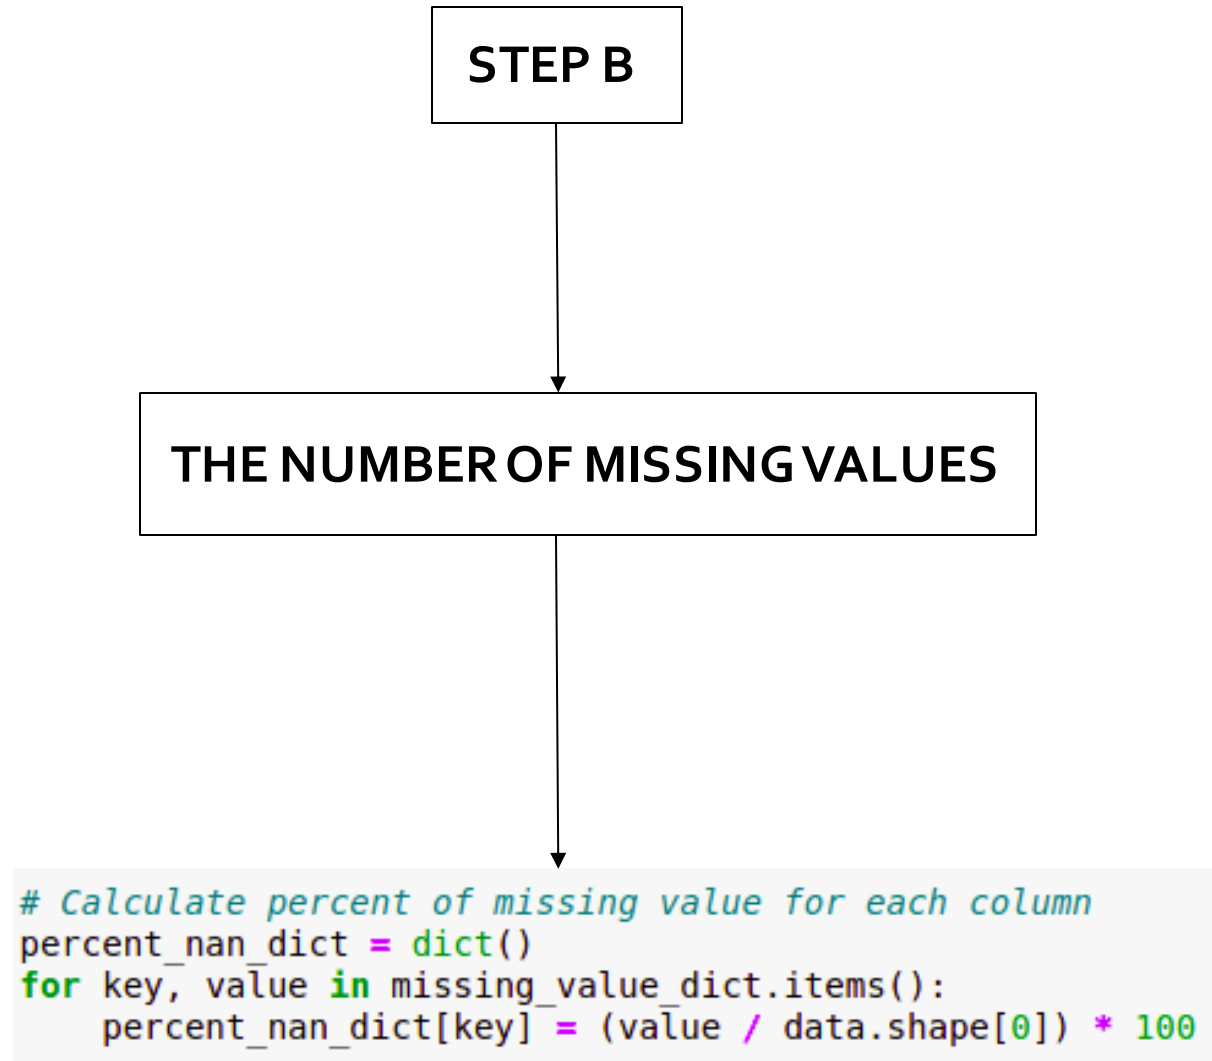 STEP B
THE NUMBER OF MISSING VALUES
# Calculate percent of missing value for each column
percent_nan_dict = dict()
for key, value in missing_value_dict.items():
    percent_nan_dict[key] = (value / data.shape[0]) * 100